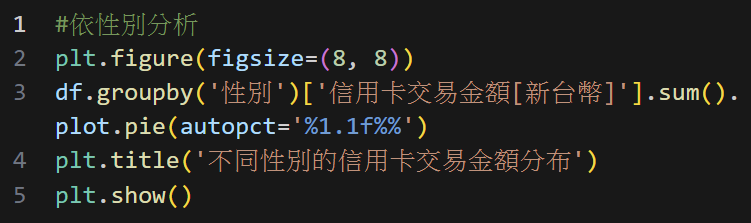 1 #依性別分析
2 plt.figure(figsize=(8, 8))
3 df.groupby('性別')['信用卡交易金額[新台幣]'].sum().
plot.pie(autopct='%1.1f%%')
4 plt.title('不同性別的信用卡交易金額分布')
5 plt.show()